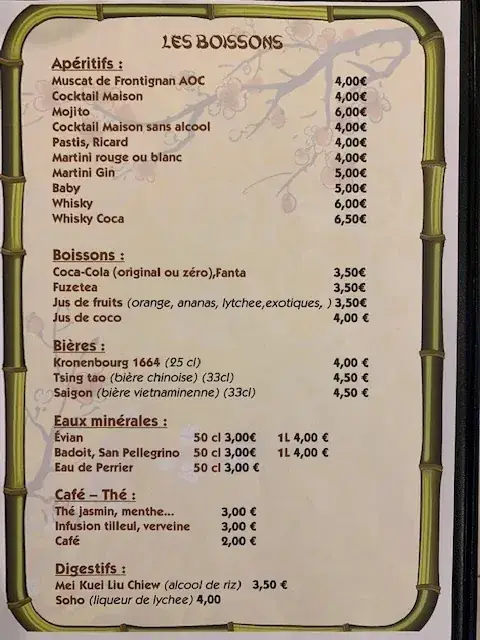 LES BOISSONS
Apéritifs :
Muscat de Frontignan AOC 4,00€
Cocktail Maison 4,00€
Mojito 6,00€
Cocktail Maison sans alcool 4,00€
Pastis, Ricard 4,00€
Martini rouge ou blanc 4,00€
Martini Gin 5,00€
Baby 5,00€
Whisky 6,00€
Whisky Coca 6,50€
Boissons :
Coca-Cola (original ou zéro),Fanta 3,50€
Fuzetea 3,50€
Jus de fruits (orange, ananas, lytchee,exotiques, ) 3,50€
Jus de coco 4,00 €
Bières :
Kronenbourg 1664 (25 cl) 4,00 €
Tsing tao (bière chinoise) (33cl) 4,50 €
Saigon (bière vietnaminenne) (33cl) 4,50 €
Eaux minérales :
Évian 50 cl 3,00€ 1L 4,00 €
Badoit, San Pellegrino 50 cl 3,00€ 1L 4,00 €
Eau de Perrier 50 cl 3,00 €
Café – Thé :
Thé jasmin, menthe... 3,00 €
Infusion tilleul, verveine 3,00 €
Café 2,00 €
Digestifs :
Mei Kuei Liu Chiew (alcool de riz) 3,50 €
Soho (liqueur de lychee) 4,00